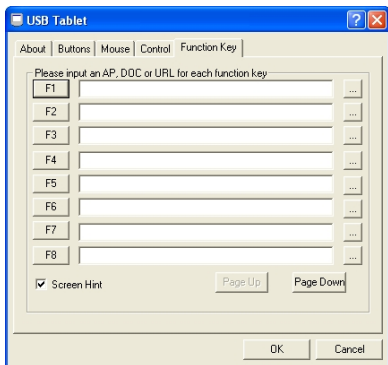 USB Tablet
About Buttons Mouse Control Function Key
Please input an AP, DOC or URL for each function key
F1 ...
F2 ...
F3 ...
F4 ...
F5 ...
F6 ...
F7 ...
F8 ...
Screen Hint Page Up Page Down
OK Cancel